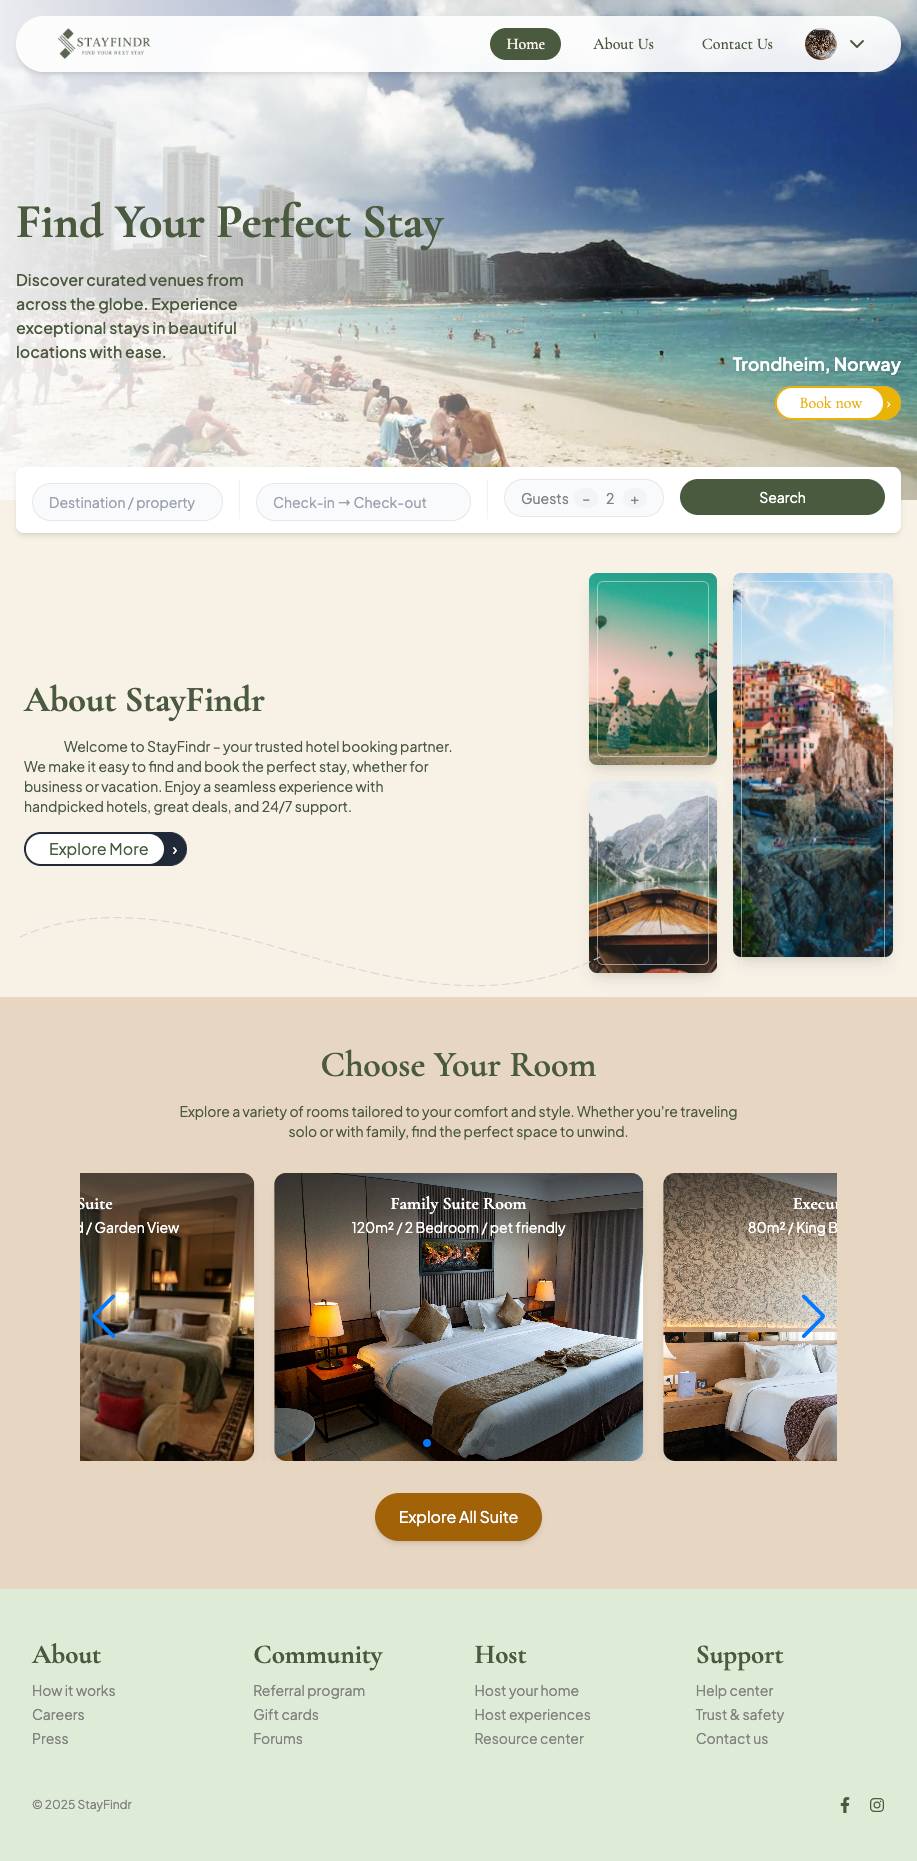 STAYFINDR
FIND YOUR NEXT STAY
Home
About Us
Contact Us
Find Your Perfect Stay
Discover curated venues from
across the globe. Experience
exceptional stays in beautiful
locations with ease.
Trondheim, Norway
Book now ›
Destination / property
Check-in → Check-out
Guests - 2 +
Search
About StayFindr
Welcome to StayFindr – your trusted hotel booking partner.
We make it easy to find and book the perfect stay, whether for
business or vacation. Enjoy a seamless experience with
handpicked hotels, great deals, and 24/7 support.
Explore More ›
Choose Your Room
Explore a variety of rooms tailored to your comfort and style. Whether you're traveling
solo or with family, find the perfect space to unwind.
Suite
d / Garden View
Family Suite Room
120m² / 2 Bedroom / pet friendly
Execu
80m² / King B
Explore All Suite
About
How it works
Careers
Press
Community
Referral program
Gift cards
Forums
Host
Host your home
Host experiences
Resource center
Support
Help center
Trust & safety
Contact us
© 2025 StayFindr